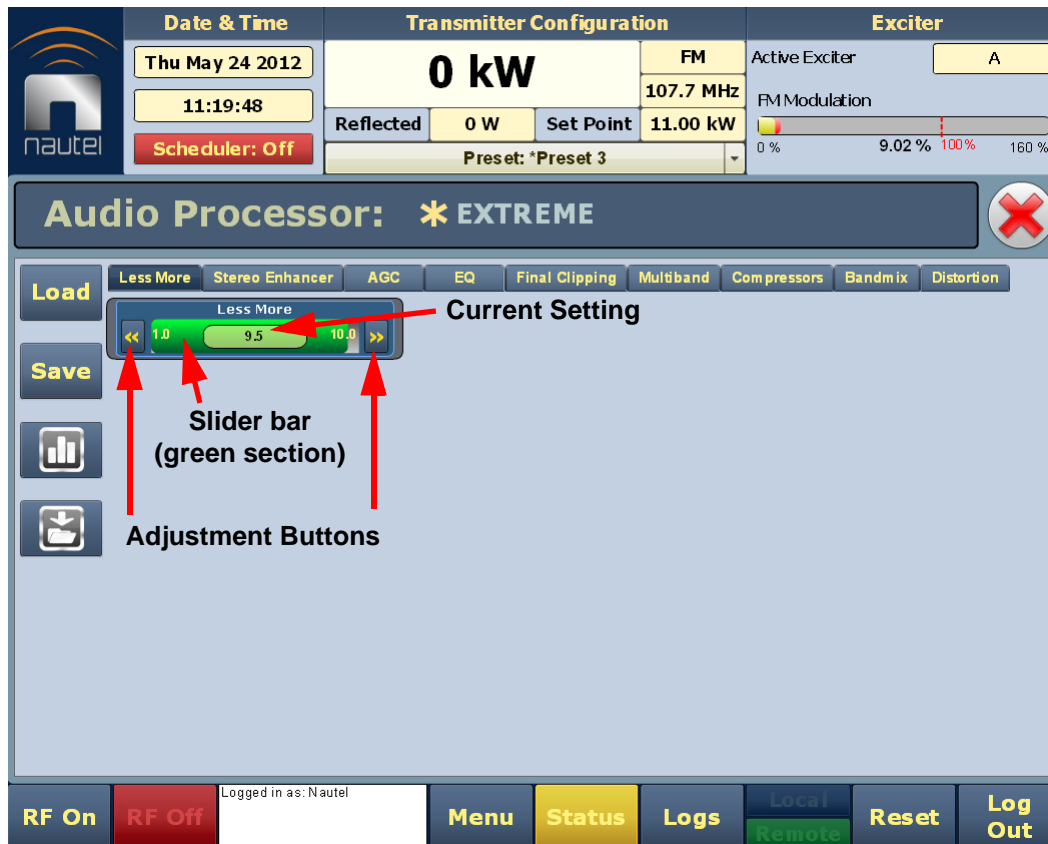 nautel
Date & Time
Thu May 24 2012
11:19:48
Scheduler: Off
Transmitter Configuration
0 kW
FM
107.7 MHz
Reflected
0 W
Set Point
11.00 kW
Preset: *Preset 3
Exciter
Active Exciter
A
FM Modulation
0 %
9.02 %
100%
160 %
Audio Processor:
* EXTREME
Load
Save
Less More
Stereo Enhancer
AGC
EQ
Final Clipping
Multiband
Compressors
Bandmix
Distortion
Less More
<< 1.0 9.5 10.0 >>
Current Setting
Slider bar
(green section)
Adjustment Buttons
RF On
RF Off
Logged in as: Nautel
Menu
Status
Logs
Local
Remote
Reset
Log
Out